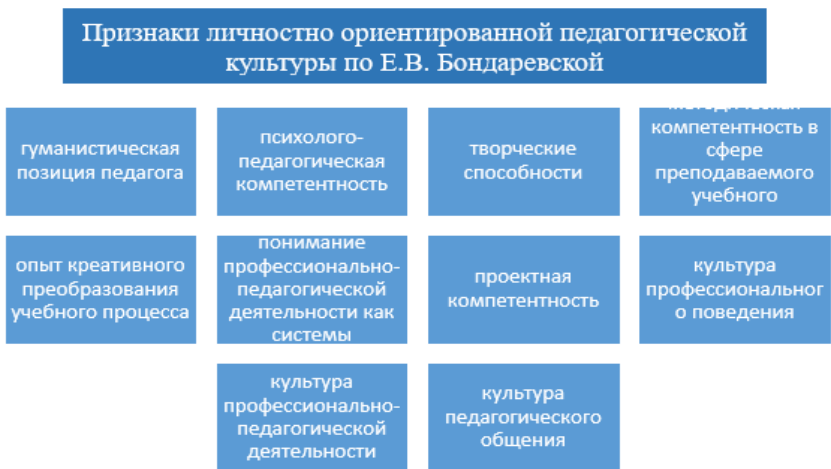 Признаки личностно ориентированной педагогической
культуры по Е.В. Бондаревской
гуманистическая
позиция педагога
психолого-
педагогическая
компетентность
творческие
способности
компетентность в
сфере
преподаваемого
учебного
опыт креативного
преобразования
учебного процесса
понимание
профессионально-
педагогической
деятельности как
системы
проектная
компетентность
культура
профессиональног
о поведения
культура
профессионально-
педагогической
деятельности
культура
педагогического
общения